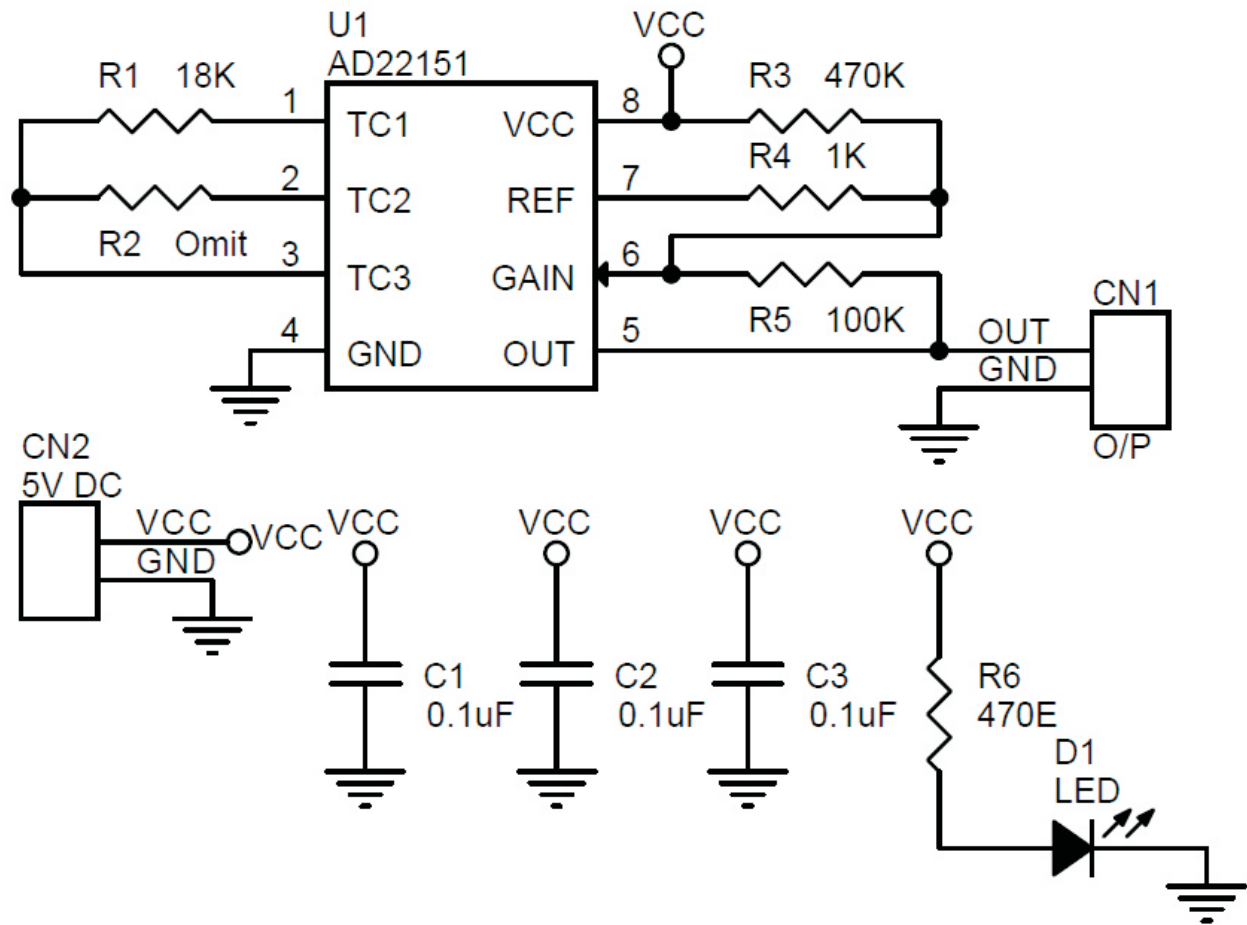 U1
AD22151
VCC
R1 18K
R3 470K
1
TC1
VCC
8
R4 1K
2
TC2
REF
7
R2 Omit
3
TC3
GAIN
6
R5 100K
4
GND
OUT
5
CN1
OUT
GND
O/P
CN2
5V DC
VCC
VCC
GND
VCC
VCC
VCC
VCC
C1
0.1uF
C2
0.1uF
C3
0.1uF
R6
470E
D1
LED